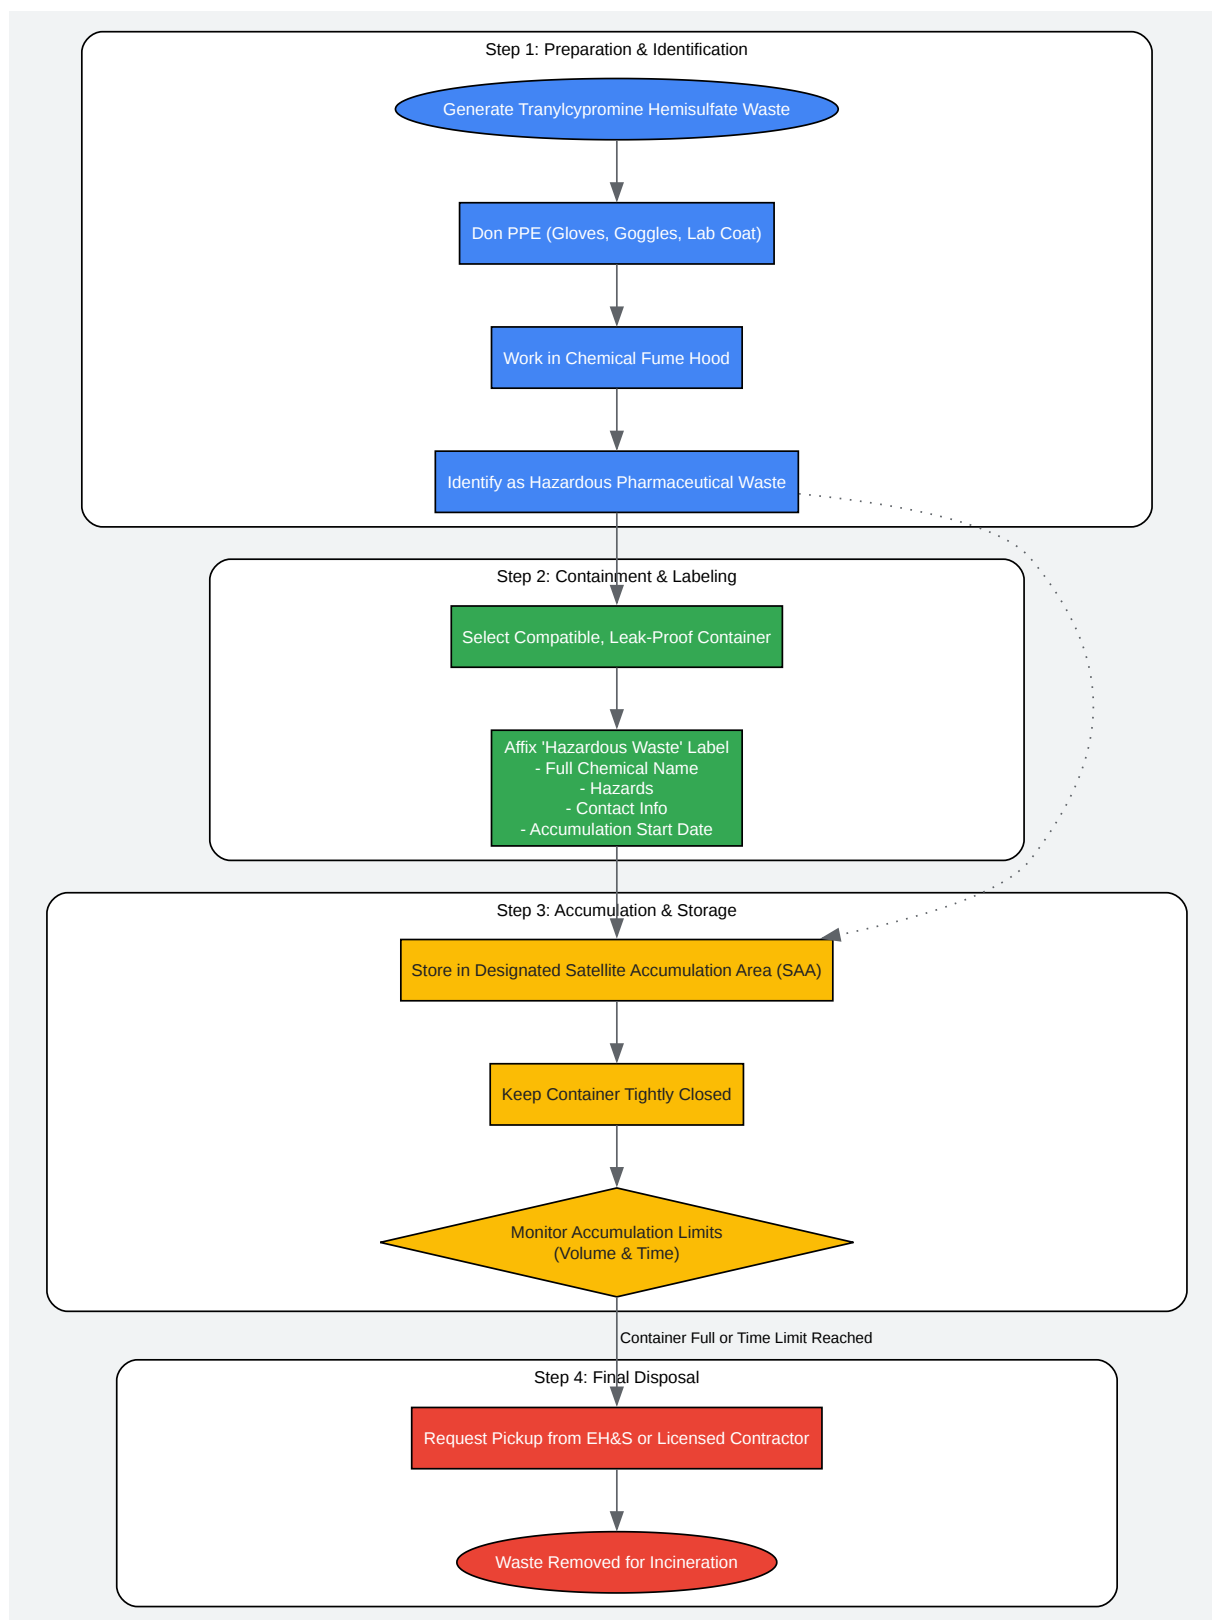 Step 1: Preparation & Identification
Generate Tranylcypromine Hemisulfate Waste
Don PPE (Gloves, Goggles, Lab Coat)
Work in Chemical Fume Hood
Identify as Hazardous Pharmaceutical Waste
Step 2: Containment & Labeling
Select Compatible, Leak-Proof Container
Affix 'Hazardous Waste' Label
- Full Chemical Name
- Hazards
- Contact Info
- Accumulation Start Date
Step 3: Accumulation & Storage
Store in Designated Satellite Accumulation Area (SAA)
Keep Container Tightly Closed
Monitor Accumulation Limits
(Volume & Time)
Container Full or Time Limit Reached
Step 4: Final Disposal
Request Pickup from EH&S or Licensed Contractor
Waste Removed for Incineration